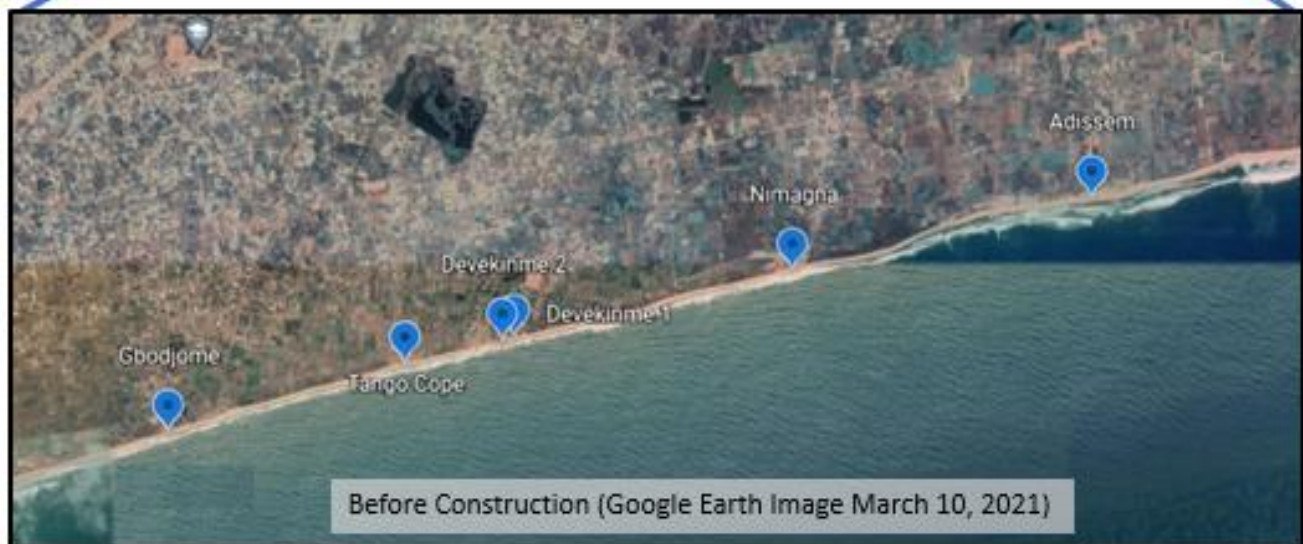 Adissem
Nimagna
Devekinme 2
Devekinme 1
Gbodjome
Tango Cope
Before Construction (Google Earth Image March 10, 2021)